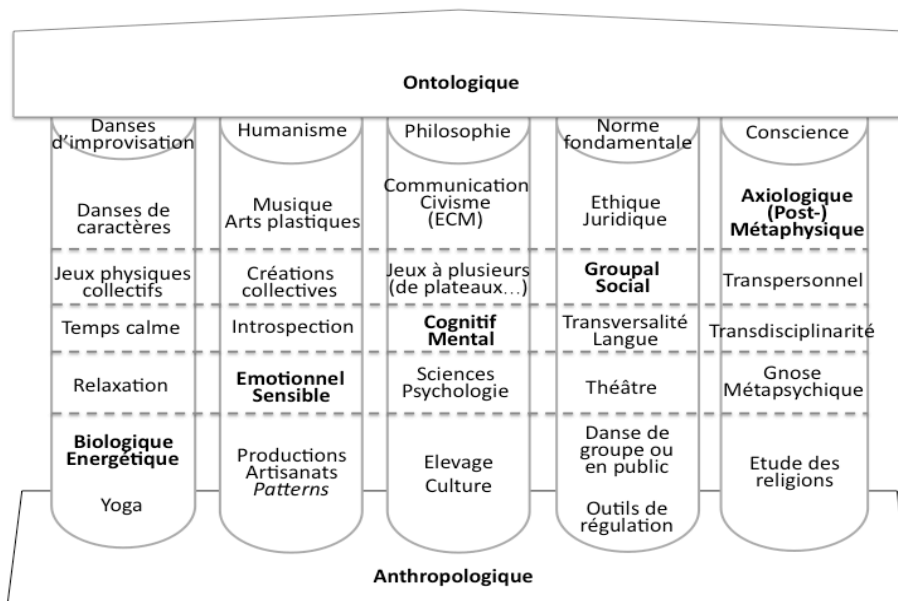 Ontologique
Danses
d'improvisation
Humanisme
Philosophie
Norme
fondamentale
Conscience
Danses de
caractères
Musique
Arts plastiques
Communication
Civisme
(ECM)
Ethique
Juridique
Axiologique
(Post-)
Métaphysique
Jeux physiques
collectifs
Créations
collectives
Jeux à plusieurs
(de plateaux...)
Groupal
Social
Transpersonnel
Temps calme
Introspection
Cognitif
Mental
Transversalité
Langue
Transdisciplinarité
Relaxation
Emotionnel
Sensible
Sciences
Psychologie
Théâtre
Gnose
Métapsychique
Biologique
Energétique
Yoga
Productions
Artisanats
Patterns
Elevage
Culture
Danse de
groupe ou
en public
Outils de
régulation
Etude des
religions
Anthropologique